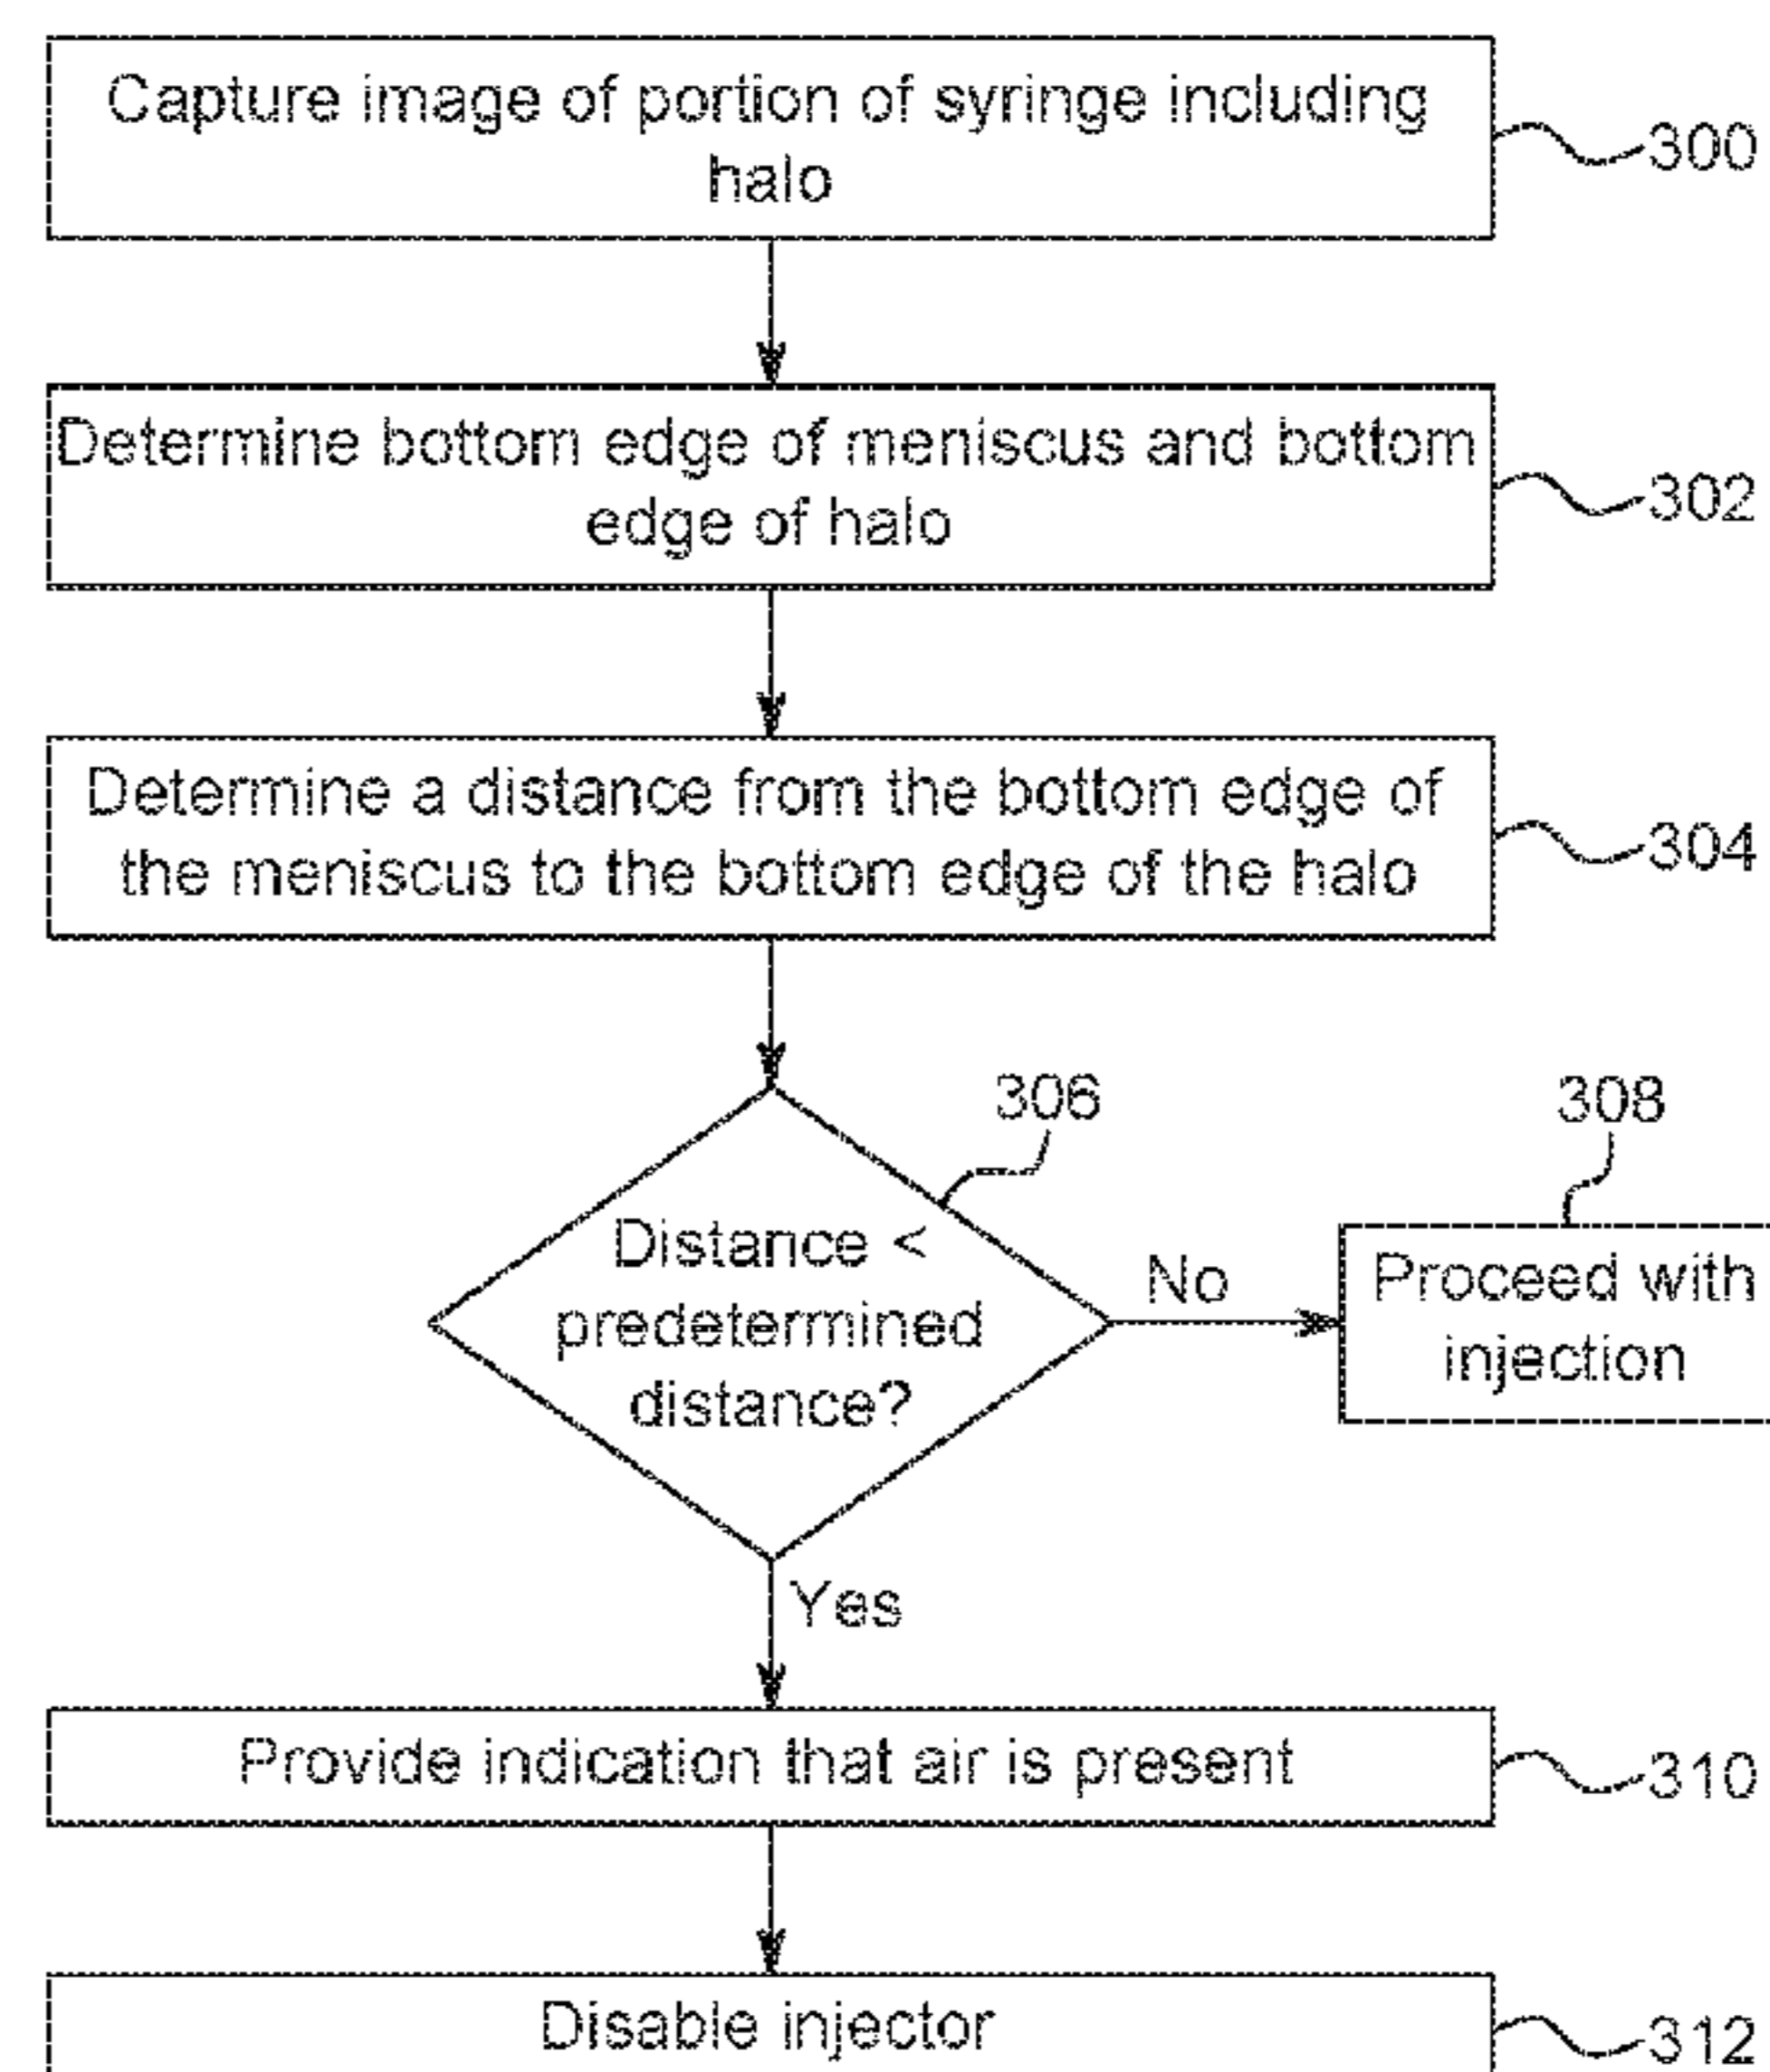 Capture image of portion of syringe including
halo
300
Determine bottom edge of meniscus and bottom
edge of halo
302
Determine a distance from the bottom edge of
the meniscus to the bottom edge of the halo
304
306
308
Distance <
predetermined
distance?
No
Proceed with
injection
Yes
Provide indication that air is present
310
Disable injector
312